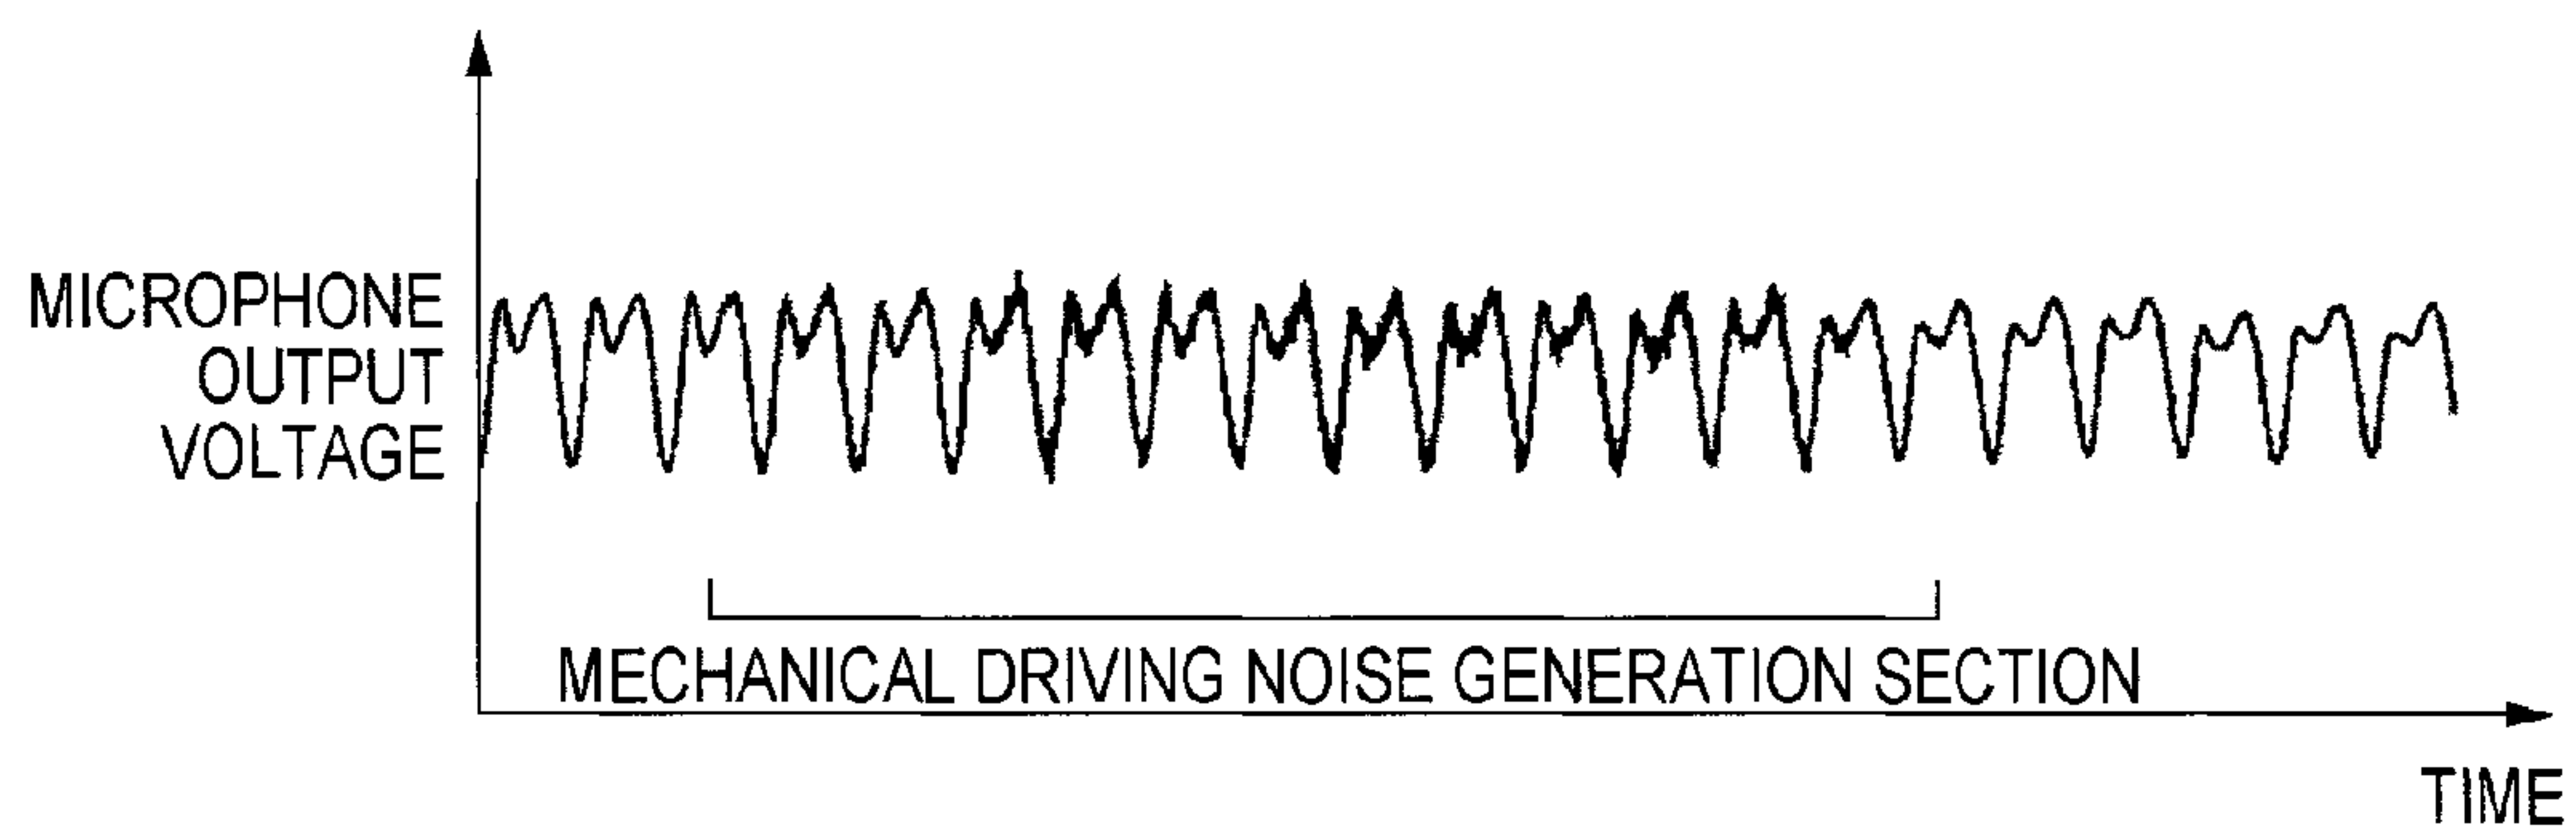 MICROPHONE
OUTPUT
VOLTAGE
MECHANICAL DRIVING NOISE GENERATION SECTION
TIME